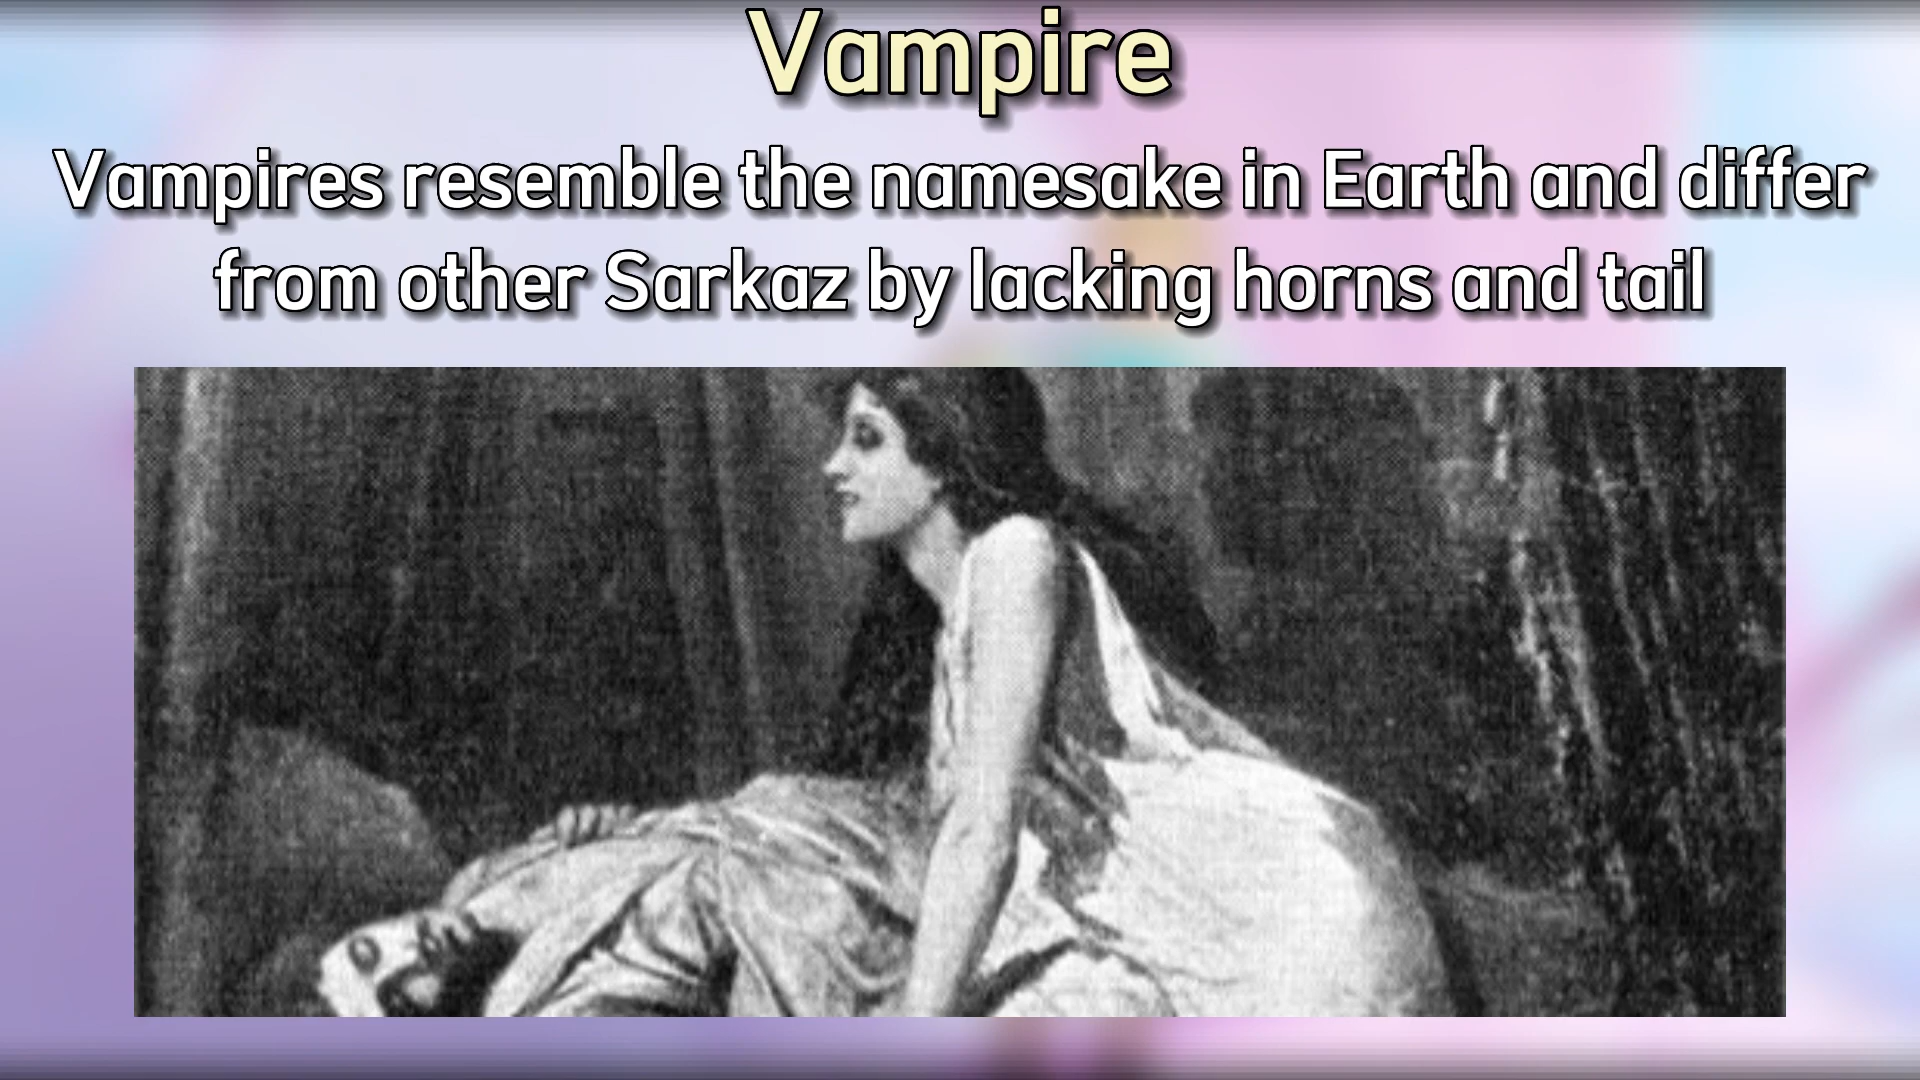 Vampire
Vampires resemble the namesake in Earth and differ
from other Sarkaz by lacking horns and tail